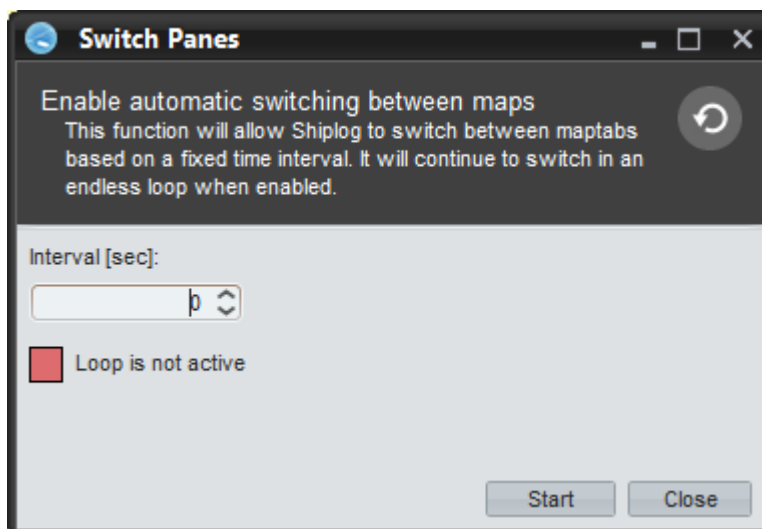 Switch Panes
Enable automatic switching between maps
This function will allow Shiplog to switch between maptabs
based on a fixed time interval. It will continue to switch in an
endless loop when enabled.
Interval [sec]:
0
Loop is not active
Start
Close